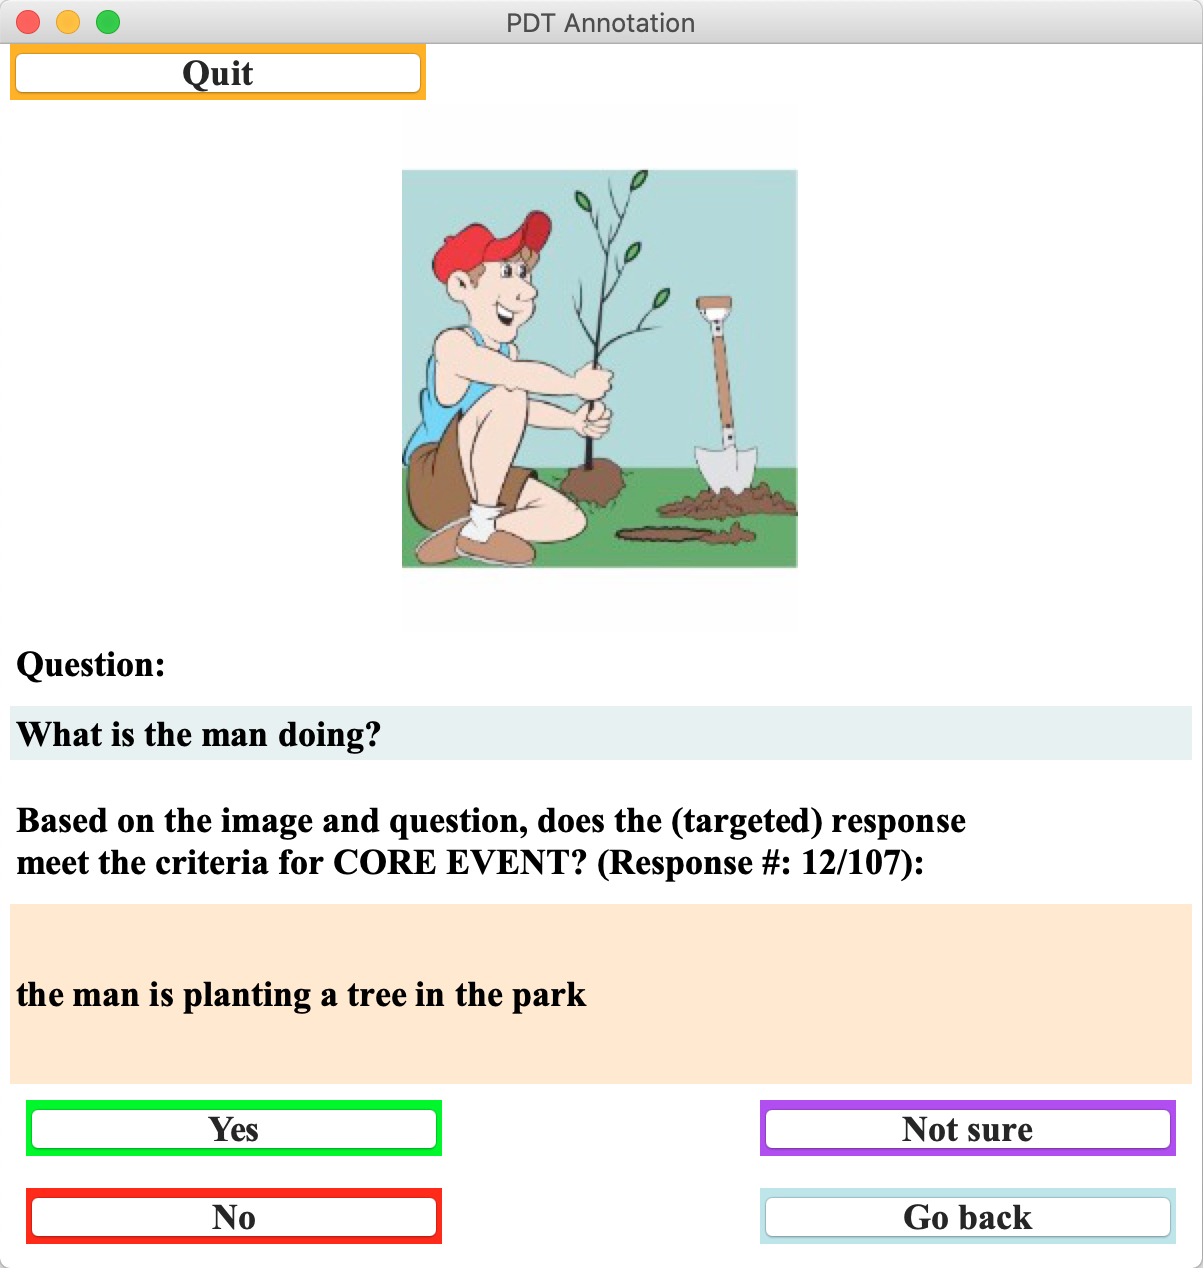 PDT Annotation
Quit
Question:
What is the man doing?
Based on the image and question, does the (targeted) response
meet the criteria for CORE EVENT? (Response #: 12/107):
the man is planting a tree in the park
Yes
Not sure
No
Go back